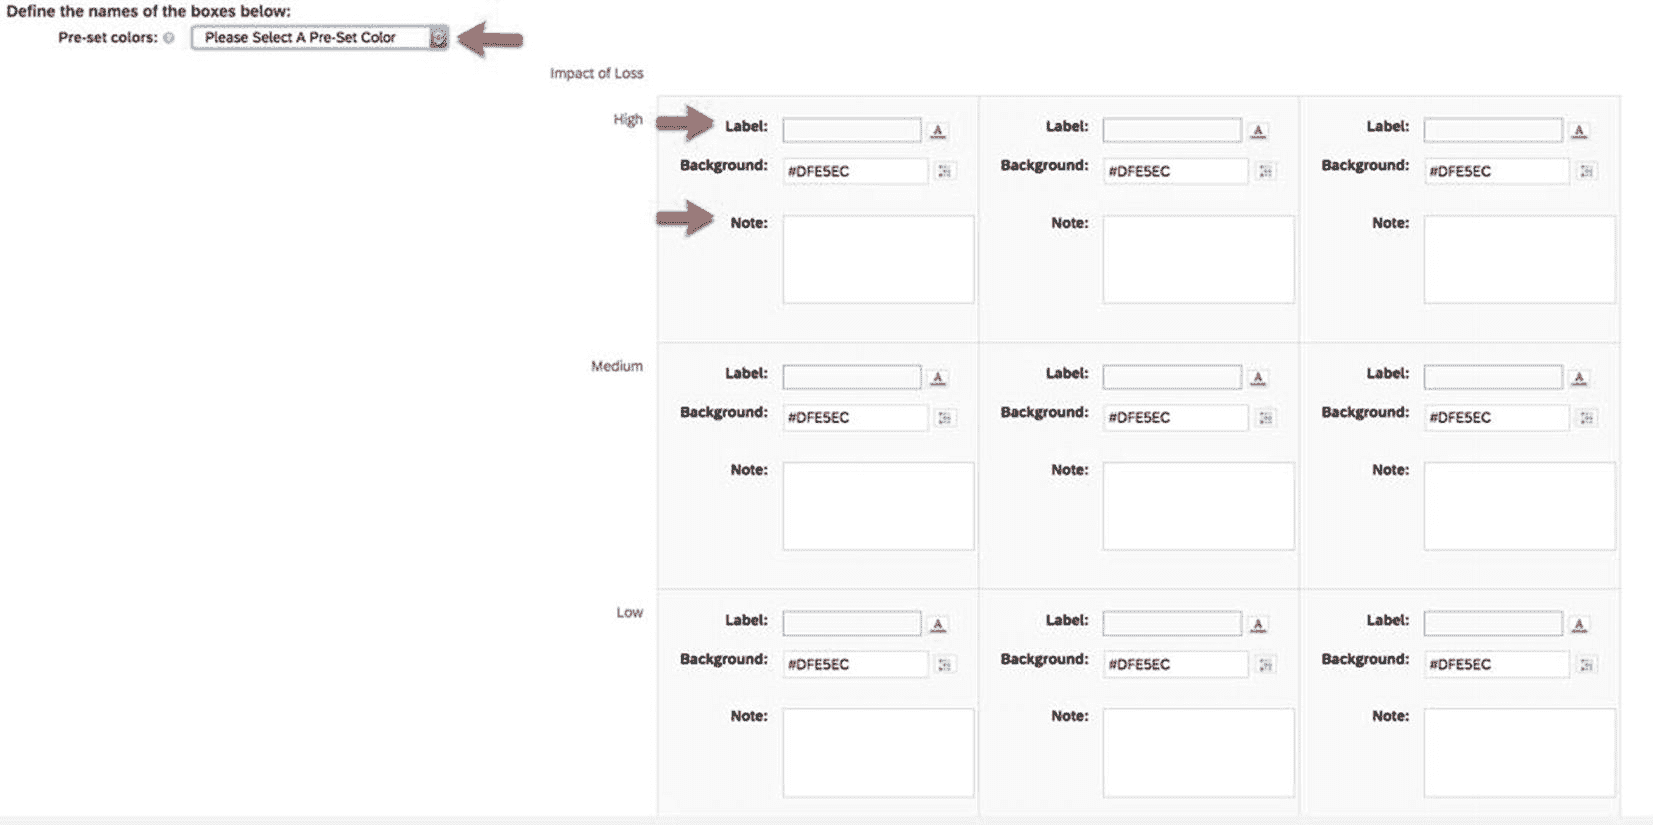 Define the names of the boxes below:
Pre-set colors: Please Select A Pre-Set Color
Impact of Loss
High
Label: A Label: A Label: A
Background: #DFE5EC Background: #DFE5EC Background: #DFE5EC
Note: Note: Note:
Medium
Label: A Label: A Label: A
Background: #DFE5EC Background: #DFE5EC Background: #DFE5EC
Note: Note: Note:
Low
Label: A Label: A Label: A
Background: #DFE5EC Background: #DFE5EC Background: #DFE5EC
Note: Note: Note: